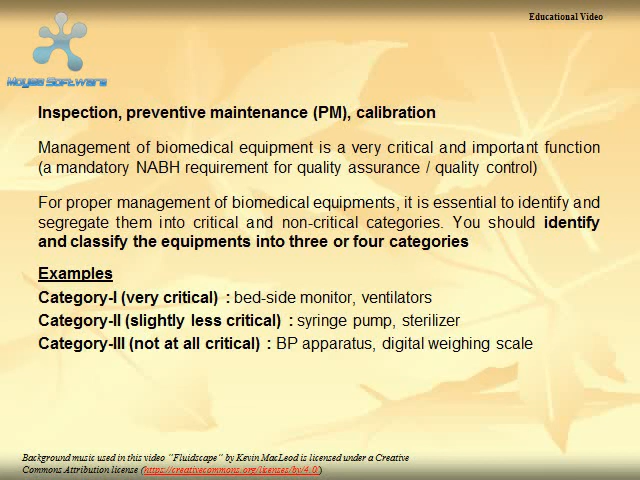 Educational Video
Moyea Software
Inspection, preventive maintenance (PM), calibration
Management of biomedical equipment is a very critical and important function
(a mandatory NABH requirement for quality assurance / quality control)
For proper management of biomedical equipments, it is essential to identify and
segregate them into critical and non-critical categories. You should identify
and classify the equipments into three or four categories
Examples
Category-I (very critical) : bed-side monitor, ventilators
Category-II (slightly less critical) : syringe pump, sterilizer
Category-III (not at all critical) : BP apparatus, digital weighing scale
Background music used in this video "Fluidscape" by Kevin MacLeod is licensed under a Creative
Commons Attribution license (https://creativecommons.org/licenses/by/4.0/)